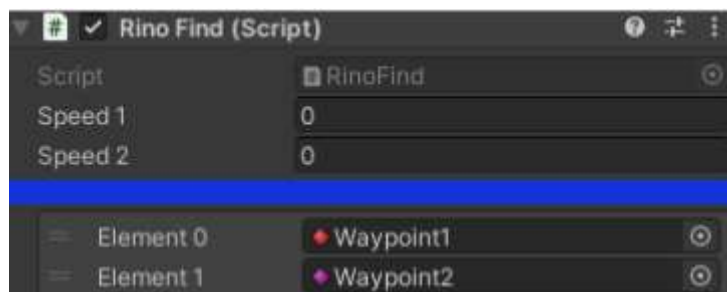 Rino Find (Script)
Script RinoFind
Speed 1 0
Speed 2 0
Element 0 Waypoint1
Element 1 Waypoint2